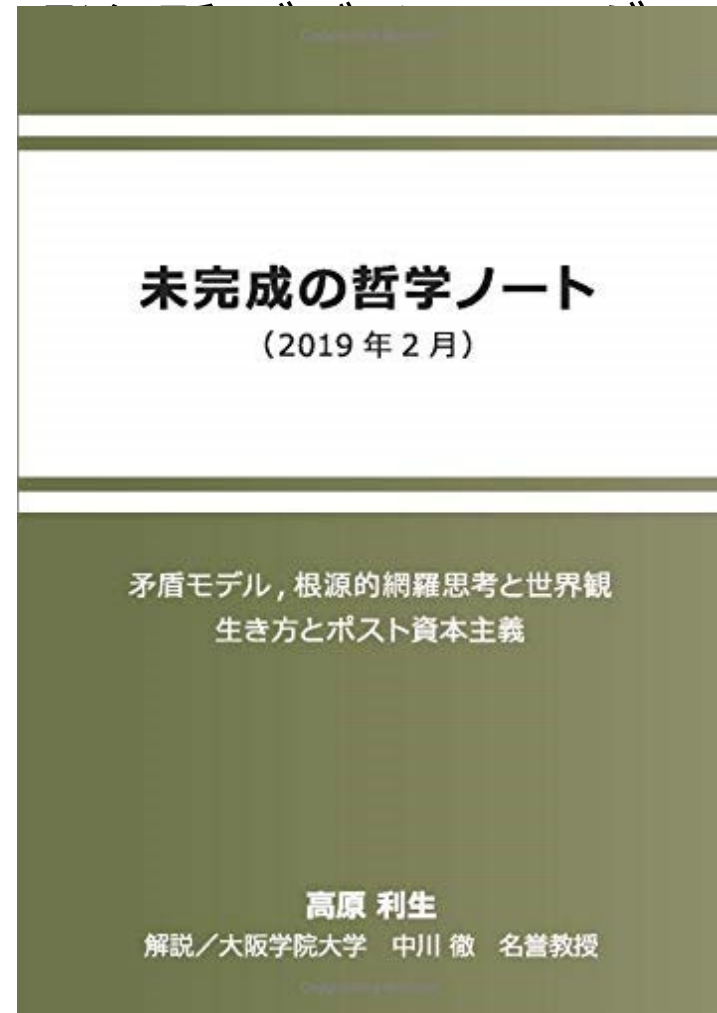 未完成の哲学ノート
(2019 年 2 月)
矛盾モデル , 根源的網羅思考と世界観
生き方とポスト資本主義
高原 利生
解説/大阪学院大学 中川 徹 名誉教授